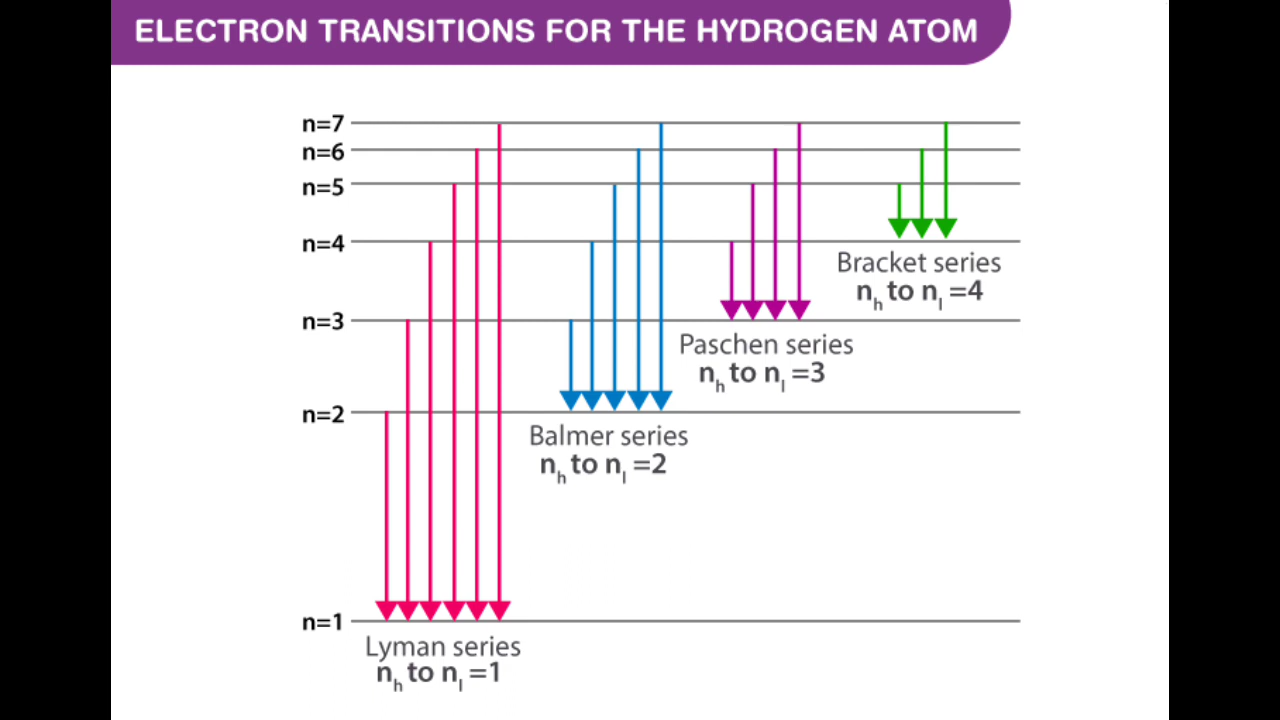 ELECTRON TRANSITIONS FOR THE HYDROGEN ATOM
n=7
n=6
n=5
n=4
n=3
n=2
n=1
Bracket series
nh to nl =4
Paschen series
nh to nl =3
Balmer series
nh to nl =2
Lyman series
nh to nl =1